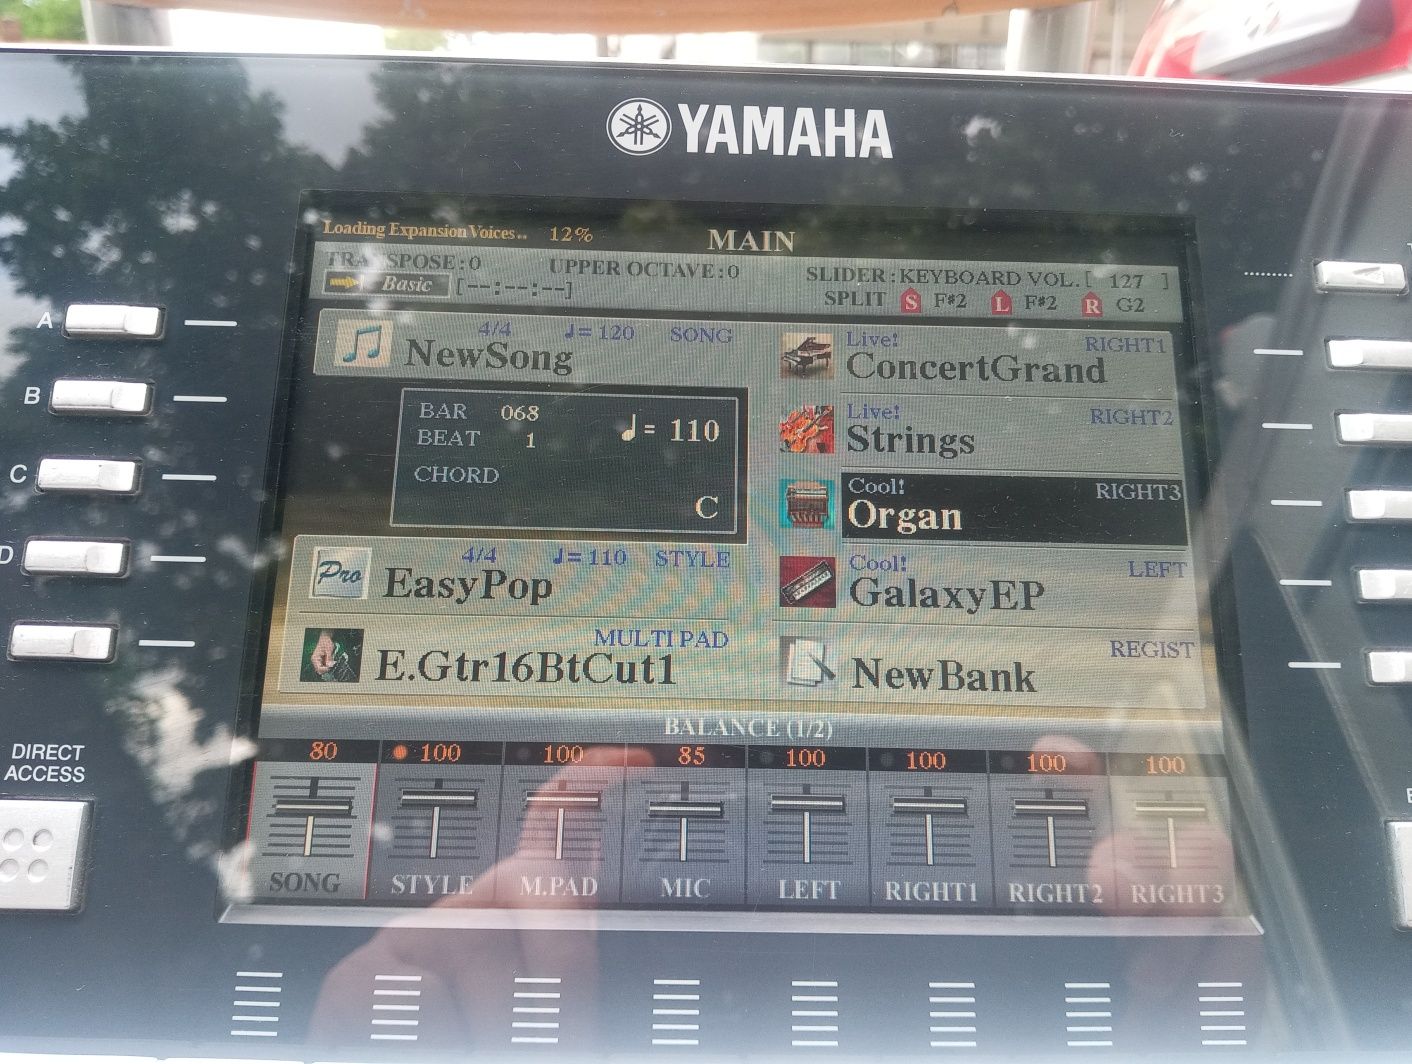 YAMAHA
Loading Expansion Voices.. 12%
MAIN
TRANSPOSE:0 UPPER OCTAVE:0 SLIDER:KEYBOARD VOL.[ 127 ]
Basic [--:--:--] SPLIT S F#2 L F#2 R G2
4/4 ♩=120 SONG
NewSong
BAR 068
BEAT 1
♩= 110
CHORD
C
4/4 ♩=110 STYLE
Pro EasyPop
MULTI PAD
E.Gtr16BtCut1
Live! RIGHT1
ConcertGrand
Live! RIGHT2
Strings
Cool! RIGHT3
Organ
Cool! LEFT
GalaxyEP
REGIST
NewBank
BALANCE (1/2)
80 100 100 85 100 100 100 100
SONG STYLE M.PAD MIC LEFT RIGHT1 RIGHT2 RIGHT3
A
B
C
D
DIRECT
ACCESS